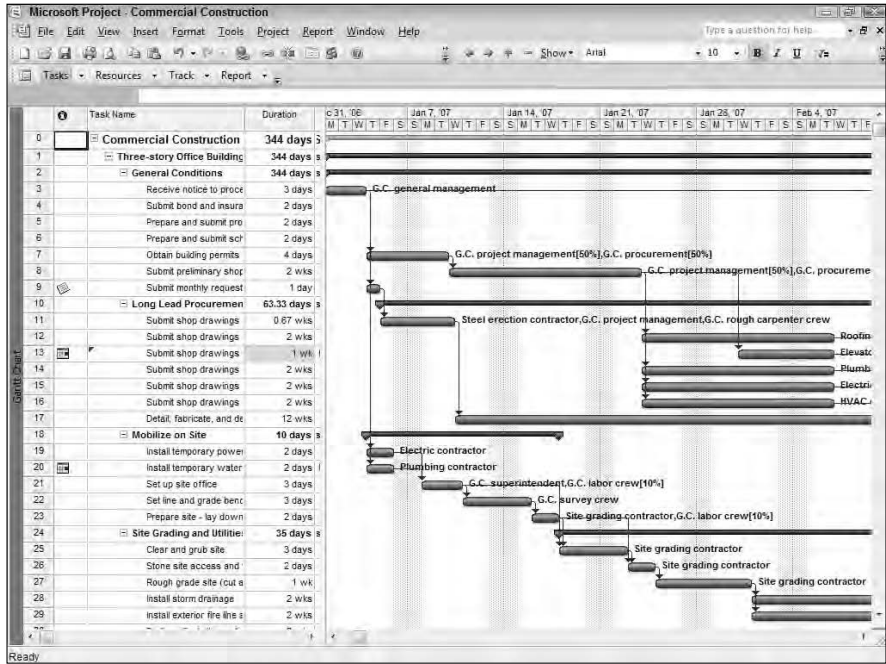 Microsoft Project - Commercial Construction
File Edit View Insert Format Tools Project Report Window Help
Type a question for help
Show Arial 10 B I U
Tasks Resources Track Report
Task Name Duration c 31, '06 Jan 7, '07 Jan 14, '07 Jan 21, '07 Jan 28, '07 Feb 4, '07
M T W T F S S M T W T F S S M T W T F S S M T W T F S S M T W T F S S M T W T F
0 Commercial Construction 344 days
1 Three-story Office Building 344 days
2 General Conditions 344 days
3 Receive notice to proce 3 days G.C. general management
4 Submit bond and insura 2 days
5 Prepare and submit pro 2 days
6 Prepare and submit sch 2 days
7 Obtain building permits 4 days G.C. project management[50%],G.C. procurement[50%]
8 Submit preliminary shop 2 wks G.C. project management[50%],G.C. procureme
9 Submit monthly request 1 day
10 Long Lead Procuremen 63.33 days
11 Submit shop drawings 0.67 wks Steel erection contractor,G.C. project management,G.C. rough carpenter crew
12 Submit shop drawings 2 wks Roofin
13 Submit shop drawings 1 wk Elevato
14 Submit shop drawings 2 wks Plumb
15 Submit shop drawings 2 wks Electri
16 Submit shop drawings 2 wks HVAC
17 Detail, fabricate, and de 12 wks
18 Mobilize on Site 10 days
19 Install temporary power 2 days Electric contractor
20 Install temporary water 2 days Plumbing contractor
21 Set up site office 3 days G.C. superintendent,G.C. labor crew[10%]
22 Set line and grade benc 3 days G.C. survey crew
23 Prepare site - lay down 2 days Site grading contractor,G.C. labor crew[10%]
24 Site Grading and Utilities 35 days
25 Clear and grub site 3 days Site grading contractor
26 Stone site access and 2 days Site grading contractor
27 Rough grade site (cut a 1 wk Site grading contractor
28 Install storm drainage 2 wks
29 Install exterior fire line s 2 wks
Gantt Chart
Ready